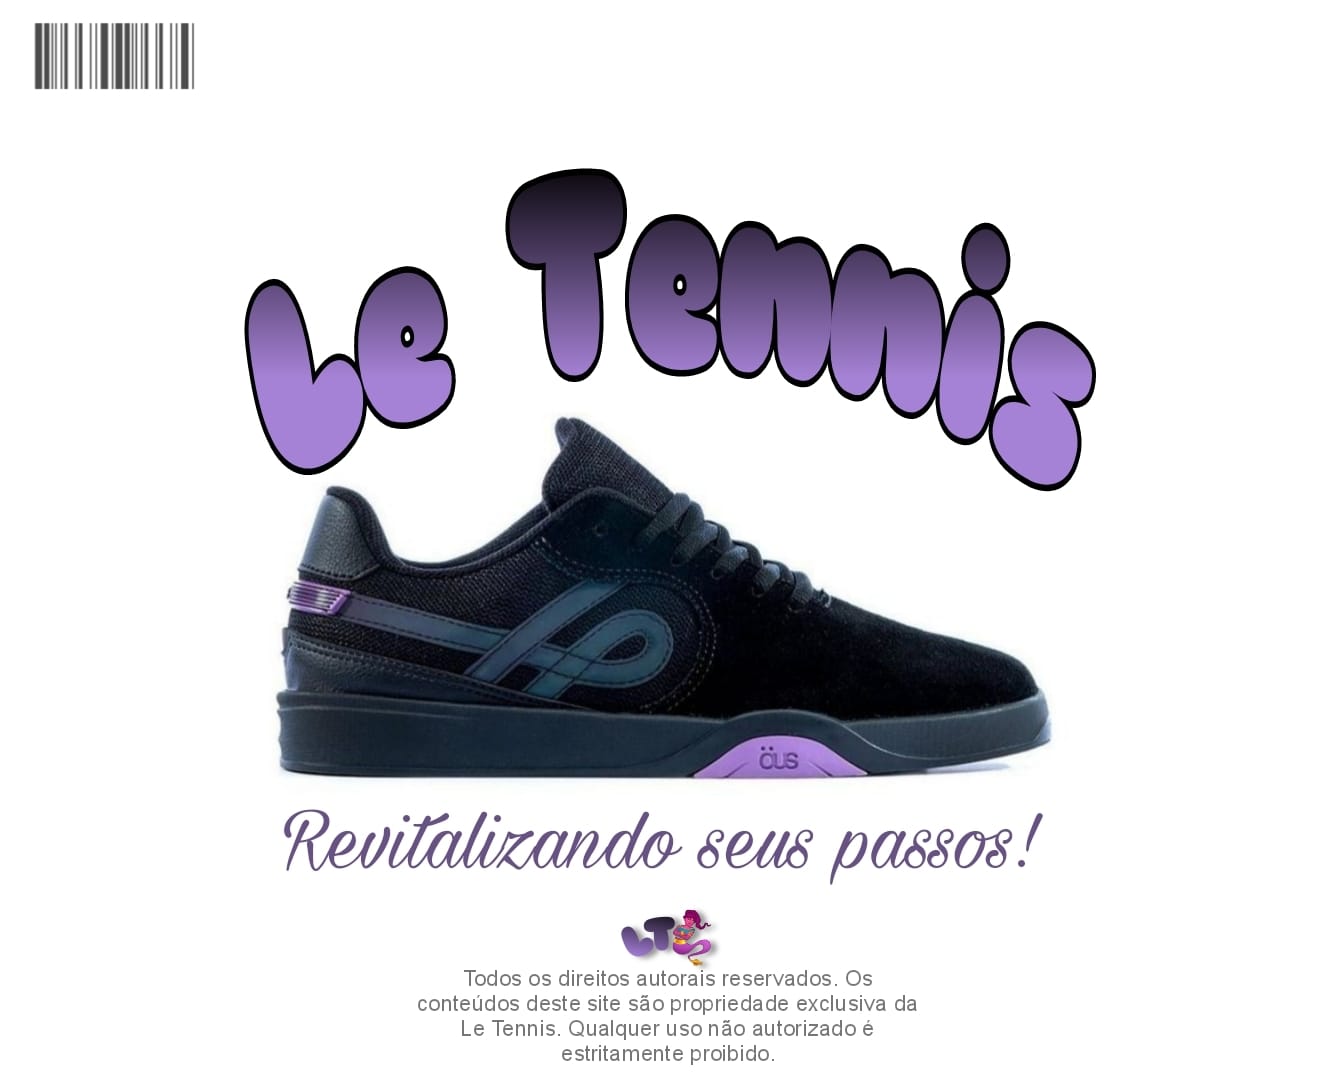 Le Tennis
öus
Revitalizando seus passos!
LT
Todos os direitos autorais reservados. Os
conteúdos deste site são propriedade exclusiva da
Le Tennis. Qualquer uso não autorizado é
estritamente proibido.